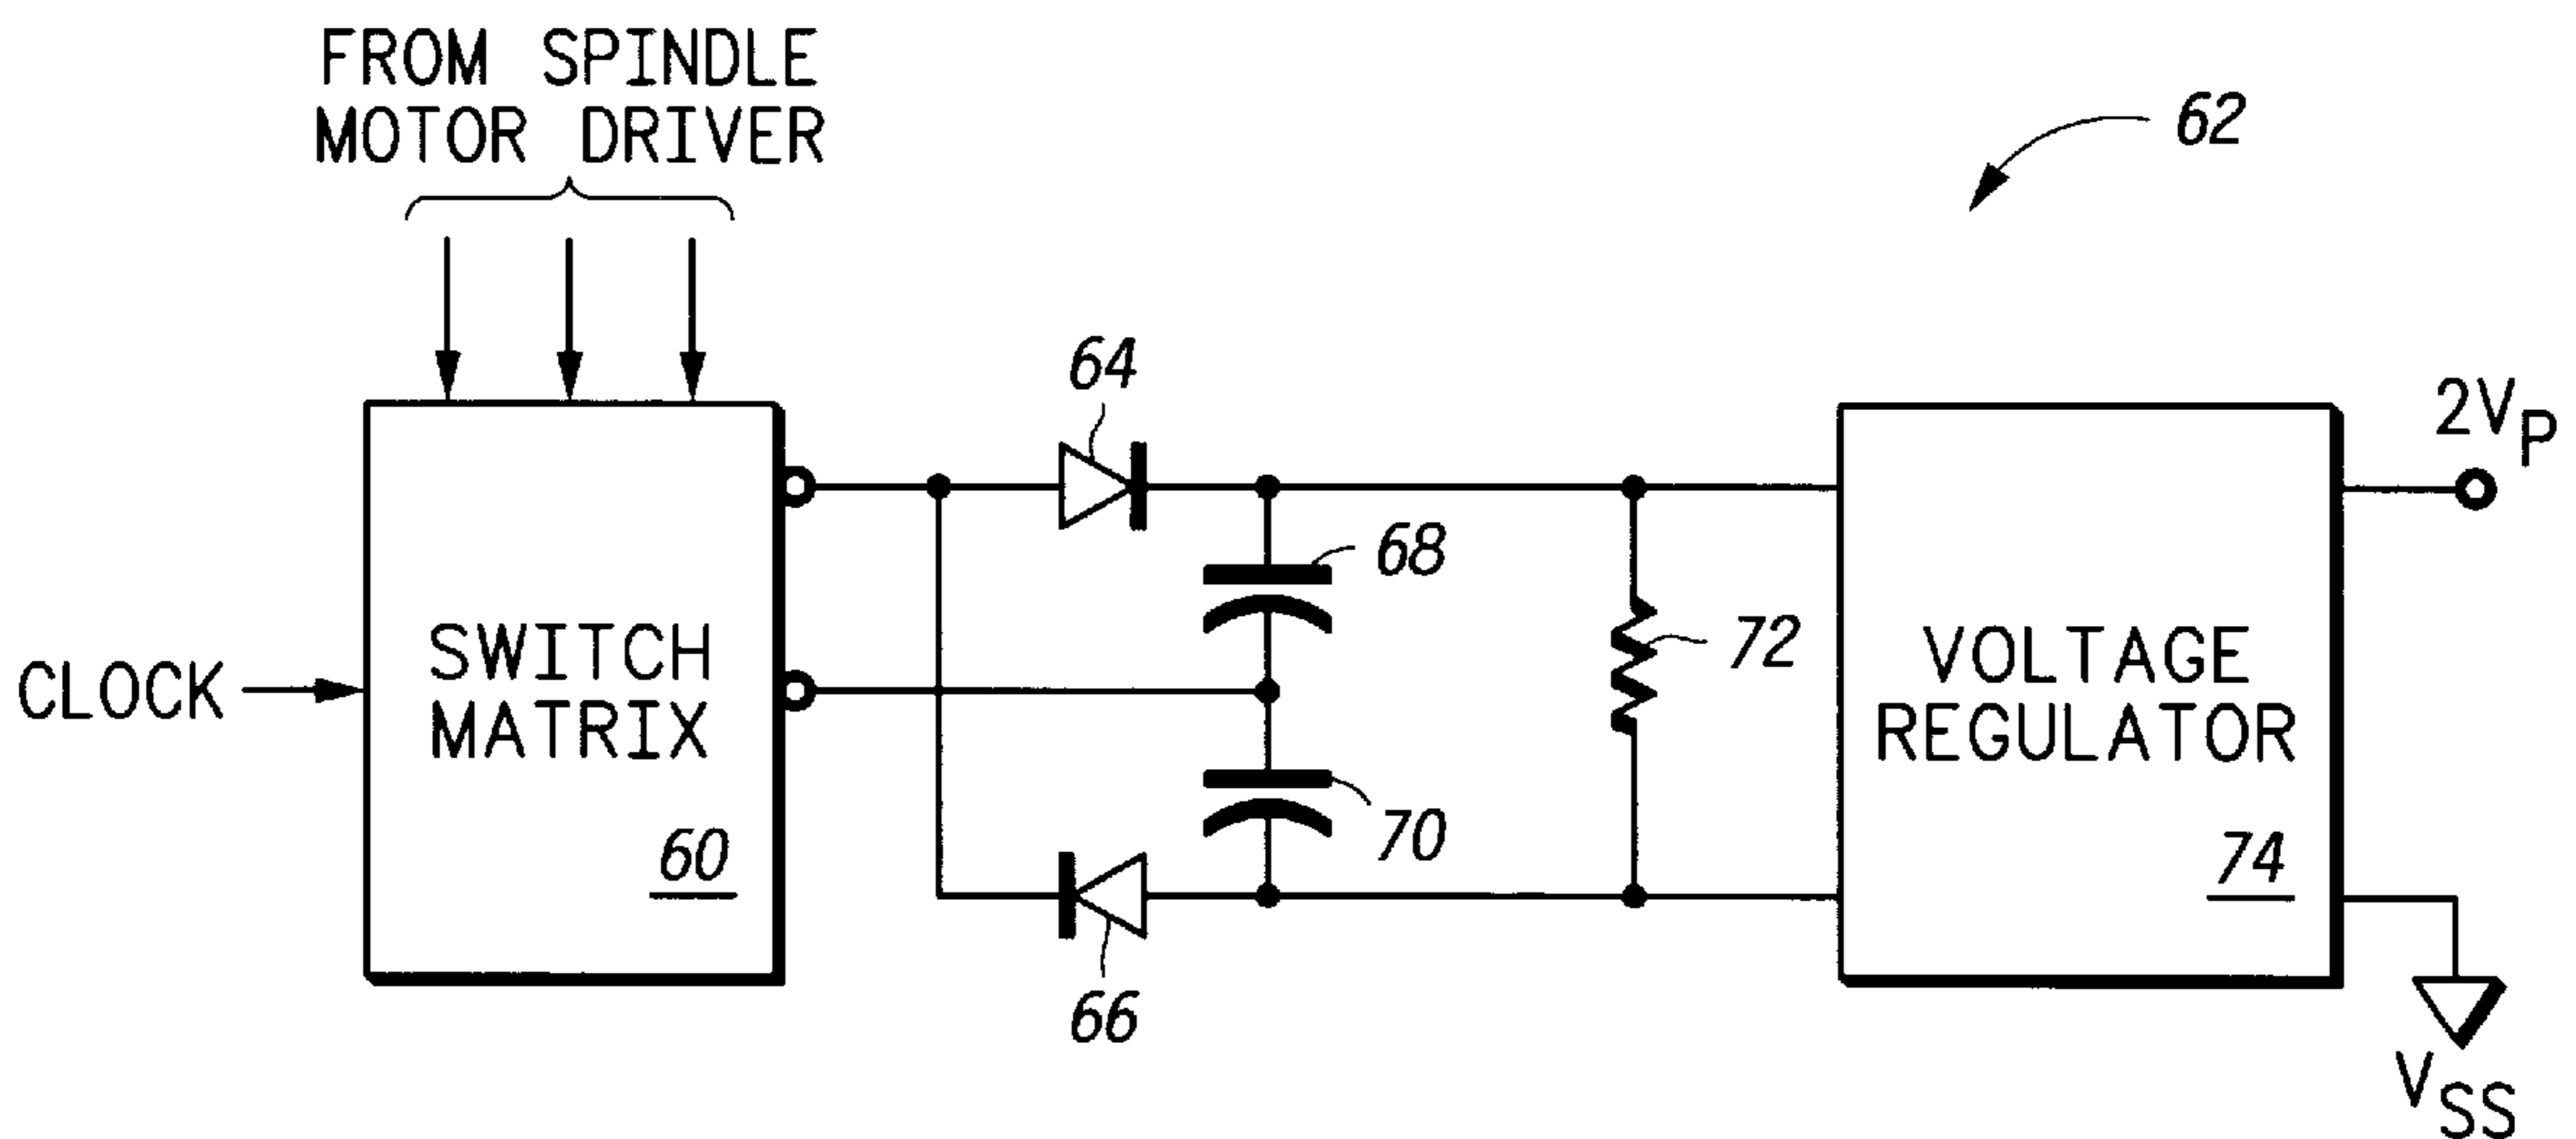 FROM SPINDLE
MOTOR DRIVER
62
64
2VP
68
CLOCK
SWITCH
MATRIX
72
VOLTAGE
REGULATOR
60
70
74
66
VSS